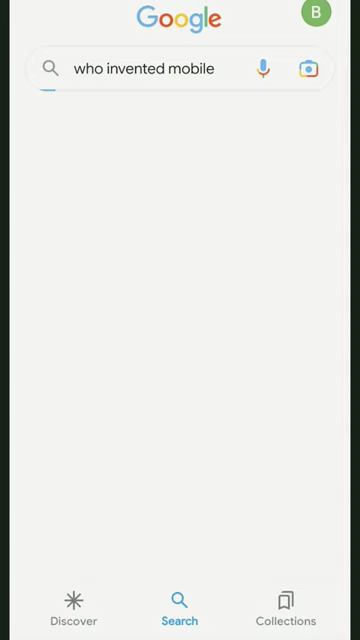 Google
B
who invented mobile
Discover
Search
Collections